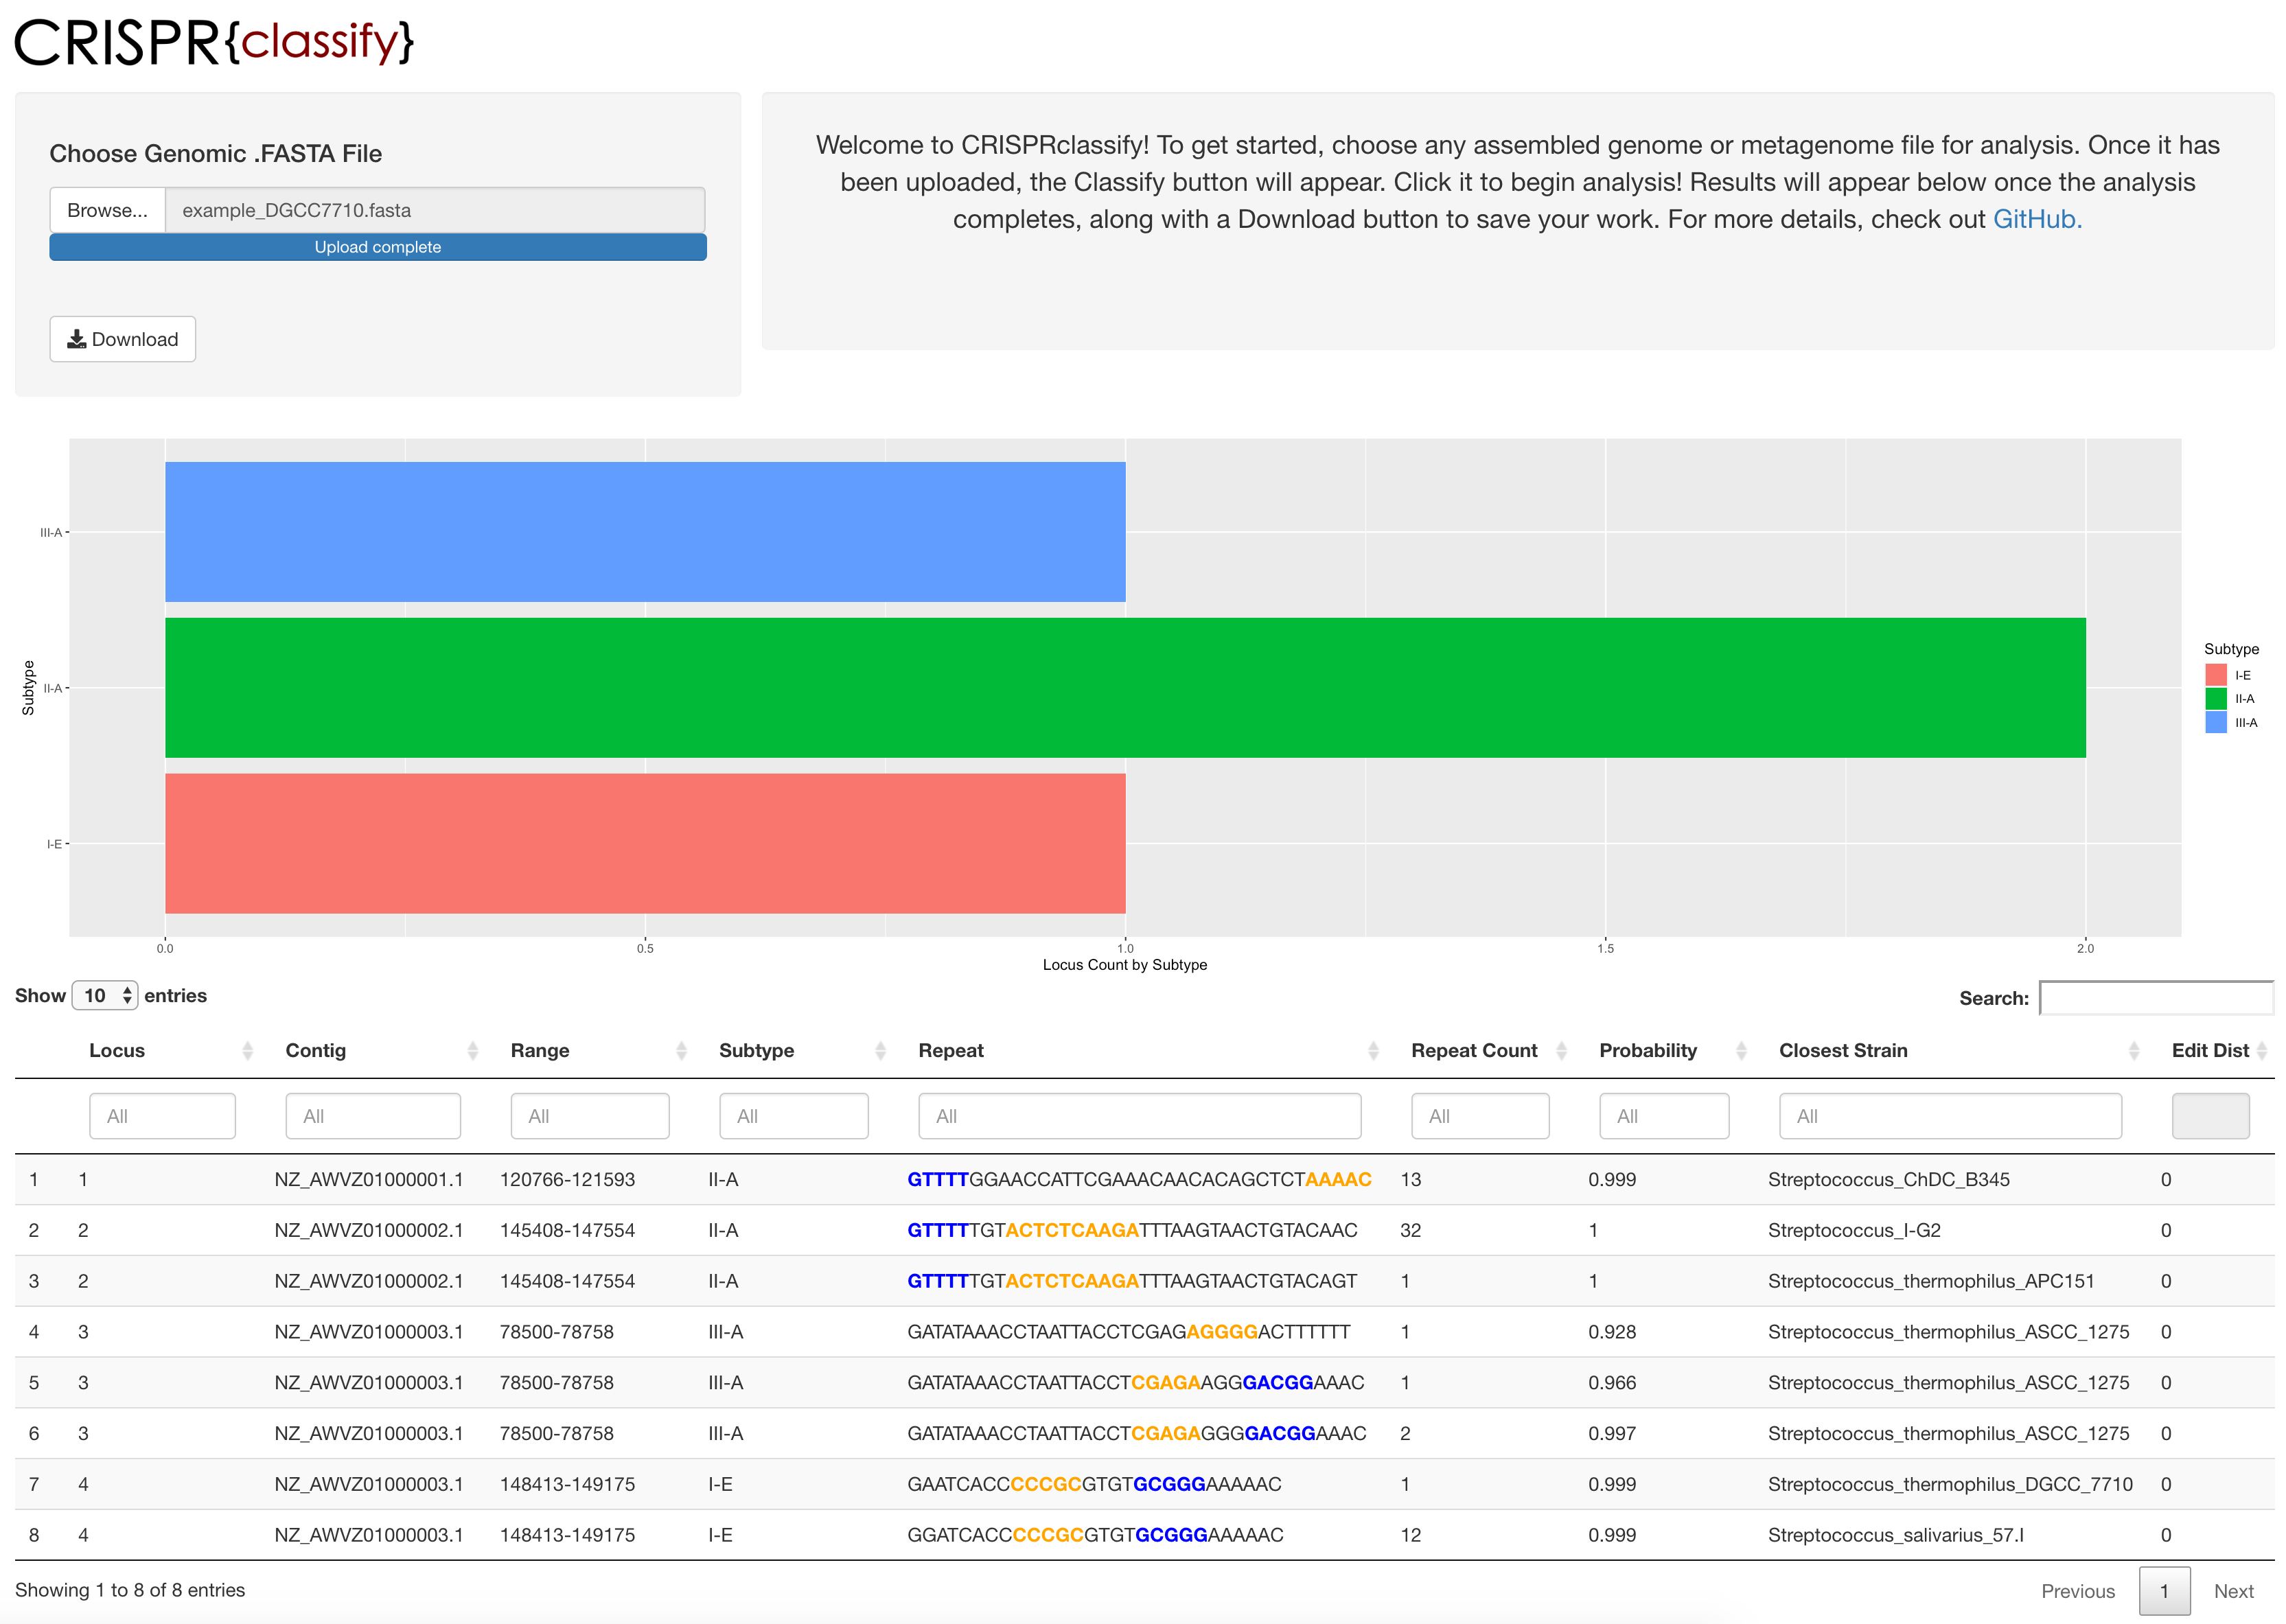 CRISPR{classify}
Choose Genomic .FASTA File
Browse... example_DGCC7710.fasta
Upload complete
Download
Welcome to CRISPRclassify! To get started, choose any assembled genome or metagenome file for analysis. Once it has
been uploaded, the Classify button will appear. Click it to begin analysis! Results will appear below once the analysis
completes, along with a Download button to save your work. For more details, check out GitHub.
Subtype
III-A
II-A
I-E
0.0 0.5 1.0 1.5 2.0
Locus Count by Subtype
Subtype
I-E
II-A
III-A
Show 10 entries
Search:
Locus Contig Range Subtype Repeat Repeat Count Probability Closest Strain Edit Dist
All All All All All All All All
1 1 NZ_AWVZ01000001.1 120766-121593 II-A GTTTTGGAACCATTCGAAACAACACAGCTCTAAAAC 13 0.999 Streptococcus_ChDC_B345 0
2 2 NZ_AWVZ01000002.1 145408-147554 II-A GTTTTTGTACTCTCAAGATTTAAGTAACTGTACAAC 32 1 Streptococcus_I-G2 0
3 2 NZ_AWVZ01000002.1 145408-147554 II-A GTTTTTGTACTCTCAAGATTTAAGTAACTGTACAGT 1 1 Streptococcus_thermophilus_APC151 0
4 3 NZ_AWVZ01000003.1 78500-78758 III-A GATATAAACCTAATTACCTCGAGAGGGGACTTTTTT 1 0.928 Streptococcus_thermophilus_ASCC_1275 0
5 3 NZ_AWVZ01000003.1 78500-78758 III-A GATATAAACCTAATTACCTCGAGAAGGGACGGAAAC 1 0.966 Streptococcus_thermophilus_ASCC_1275 0
6 3 NZ_AWVZ01000003.1 78500-78758 III-A GATATAAACCTAATTACCTCGAGAGGGGACGGAAAC 2 0.997 Streptococcus_thermophilus_ASCC_1275 0
7 4 NZ_AWVZ01000003.1 148413-149175 I-E GAATCACCCCCGCGTGTGCGGGAAAAAC 1 0.999 Streptococcus_thermophilus_DGCC_7710 0
8 4 NZ_AWVZ01000003.1 148413-149175 I-E GGATCACCCCCGCGTGTGCGGGAAAAAC 12 0.999 Streptococcus_salivarius_57.I 0
Showing 1 to 8 of 8 entries
Previous 1 Next